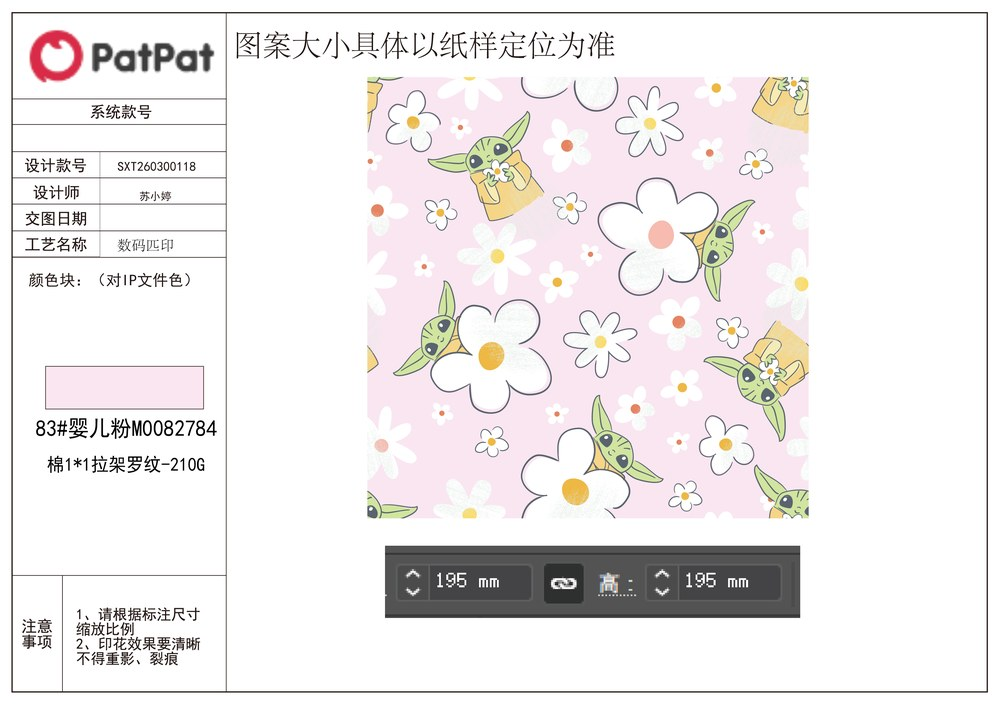 PatPat
图案大小具体以纸样定位为准
系统款号
设计款号 SXT260300118
设计师 苏小婷
交图日期
工艺名称 数码匹印
颜色块：（对IP文件色）
83#婴儿粉M0082784
棉1*1拉架罗纹-210G
195 mm 高： 195 mm
注意事项
1、请根据标注尺寸
缩放比例
2、印花效果要清晰
不得重影、裂痕